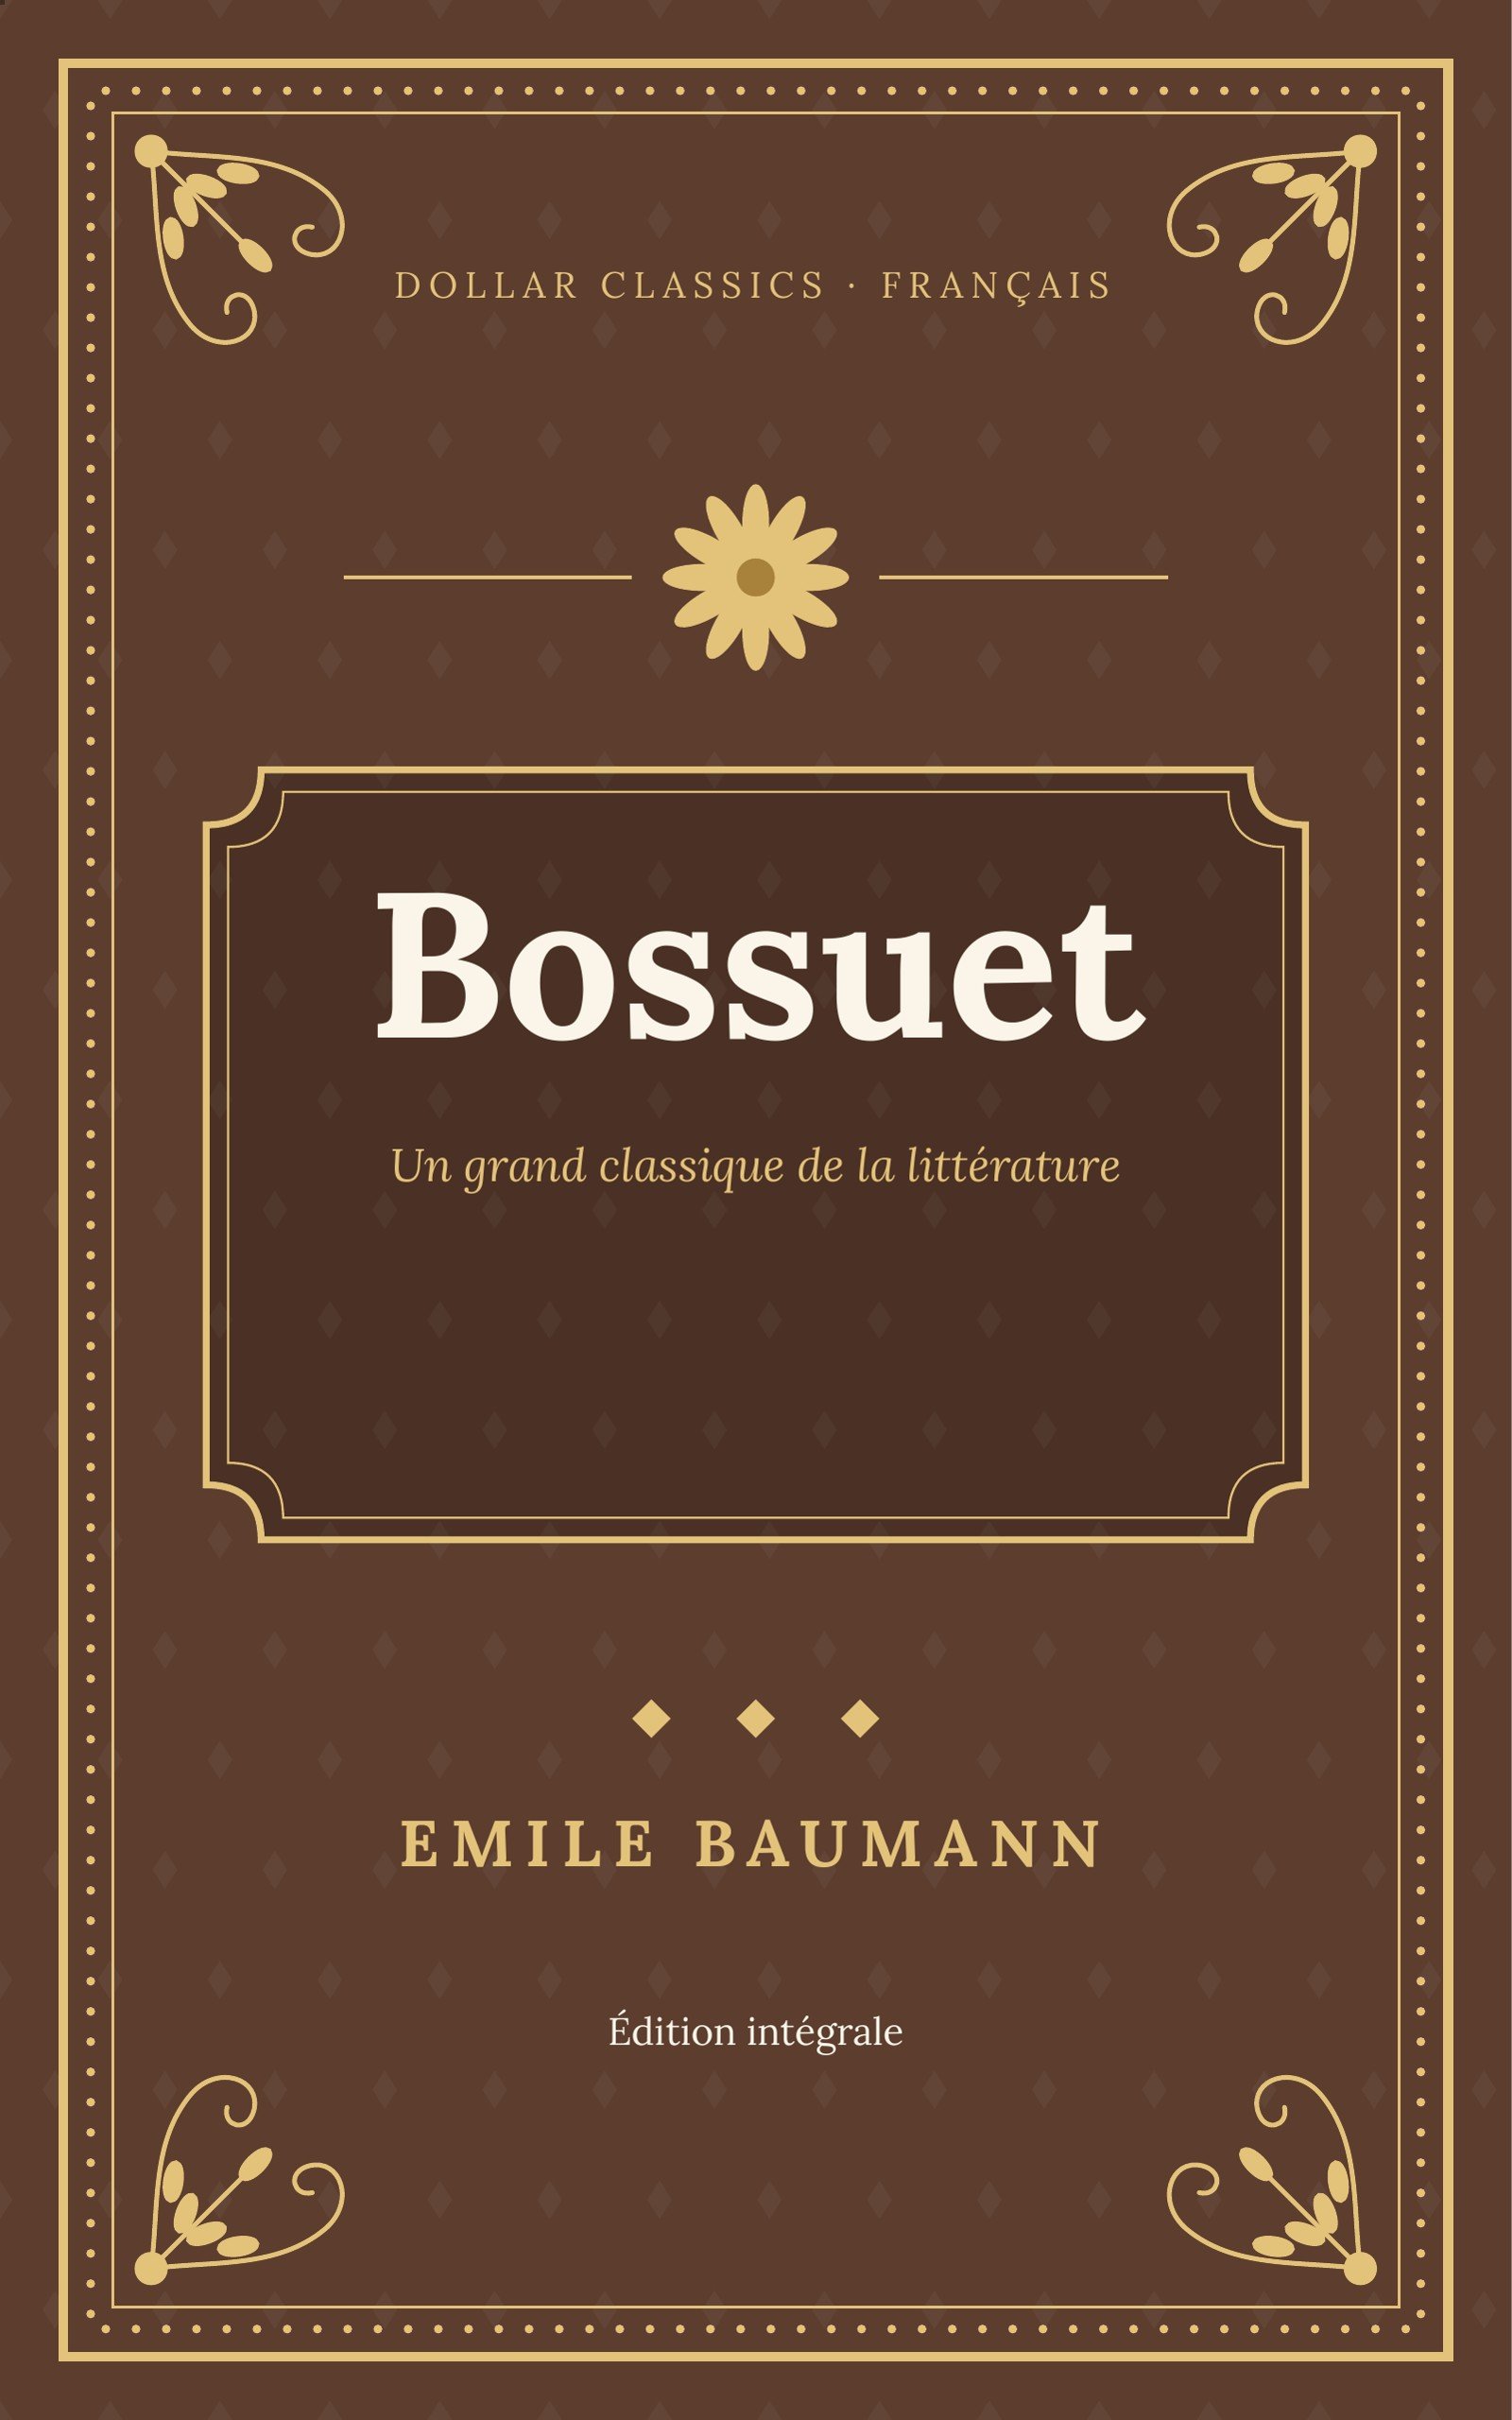 DOLLAR CLASSICS · FRANÇAIS
Bossuet
Un grand classique de la littérature
EMILE BAUMANN
Édition intégrale